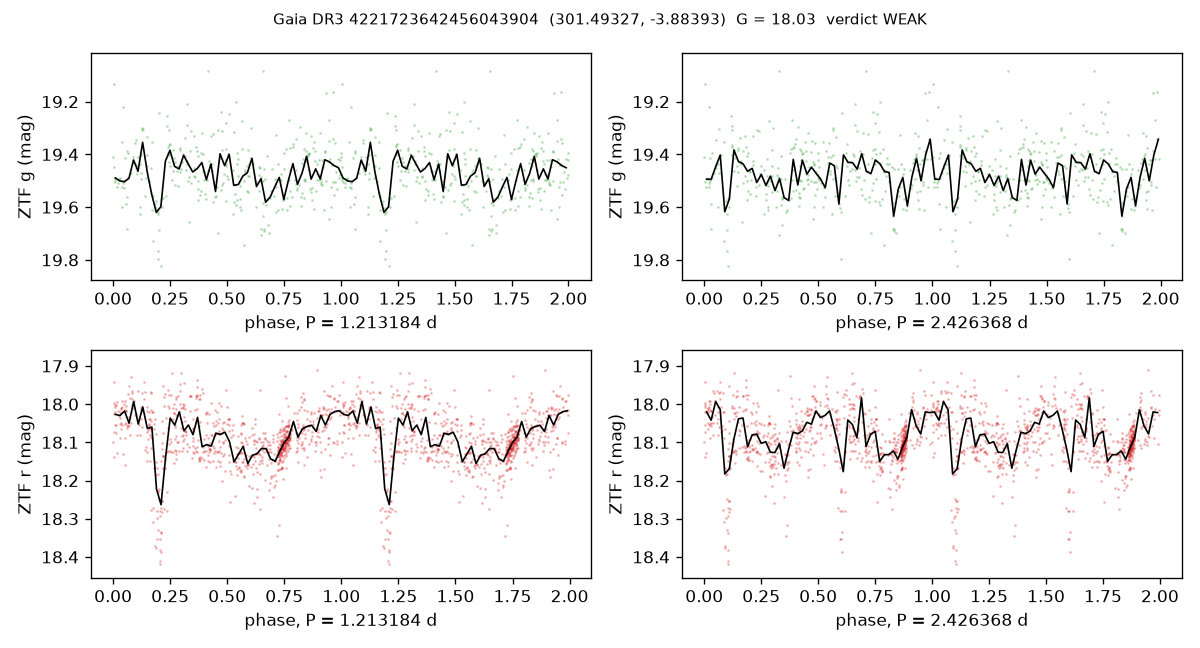 Gaia DR3 4221723642456043904 (301.49327, -3.88393) G = 18.03 verdict WEAK
ZTF g (mag)
19.2
19.4
19.6
19.8
0.00 0.25 0.50 0.75 1.00 1.25 1.50 1.75 2.00
phase, P = 1.213184 d
ZTF g (mag)
19.2
19.4
19.6
19.8
0.00 0.25 0.50 0.75 1.00 1.25 1.50 1.75 2.00
phase, P = 2.426368 d
ZTF r (mag)
17.9
18.0
18.1
18.2
18.3
18.4
0.00 0.25 0.50 0.75 1.00 1.25 1.50 1.75 2.00
phase, P = 1.213184 d
ZTF r (mag)
17.9
18.0
18.1
18.2
18.3
18.4
0.00 0.25 0.50 0.75 1.00 1.25 1.50 1.75 2.00
phase, P = 2.426368 d